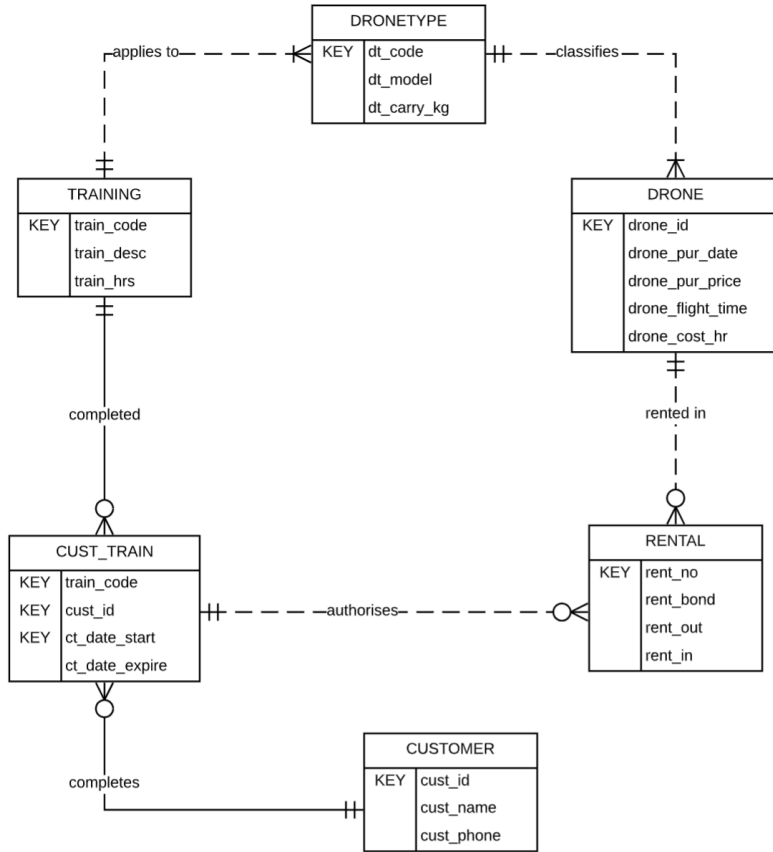 DRONETYPE
KEY dt_code
dt_model
dt_carry_kg
applies to
classifies
TRAINING
KEY train_code
train_desc
train_hrs
DRONE
KEY drone_id
drone_pur_date
drone_pur_price
drone_flight_time
drone_cost_hr
completed
rented in
CUST_TRAIN
KEY train_code
KEY cust_id
KEY ct_date_start
ct_date_expire
authorises
RENTAL
KEY rent_no
rent_bond
rent_out
rent_in
completes
CUSTOMER
KEY cust_id
cust_name
cust_phone